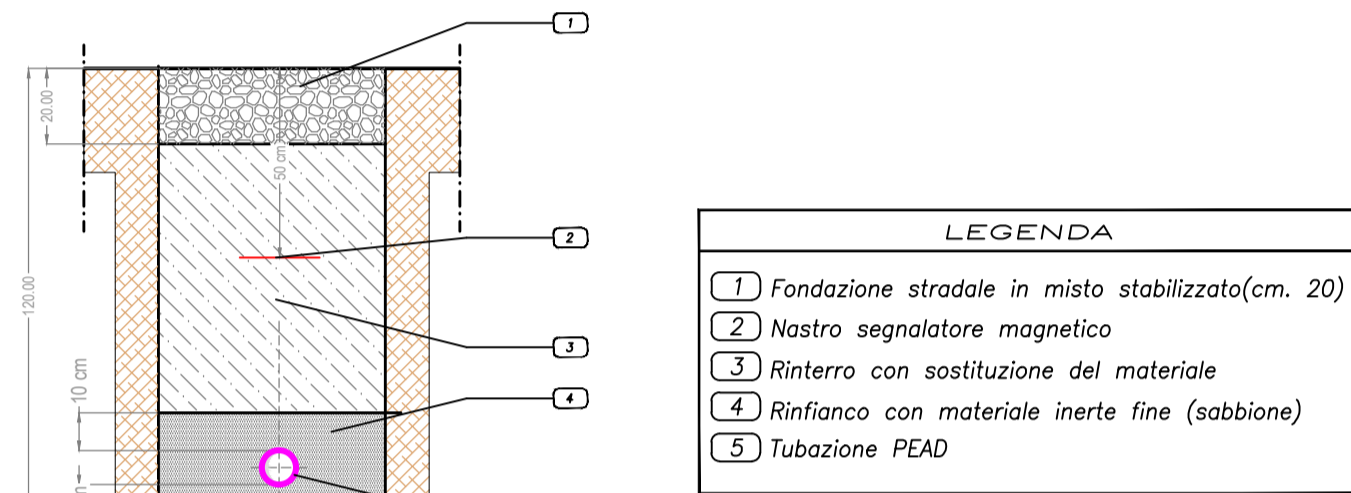 1
20.00
50 cm
120.00
2
3
10 cm
4
LEGENDA
1 Fondazione stradale in misto stabilizzato(cm. 20)
2 Nastro segnalatore magnetico
3 Rinterro con sostituzione del materiale
4 Rinfianco con materiale inerte fine (sabbione)
5 Tubazione PEAD